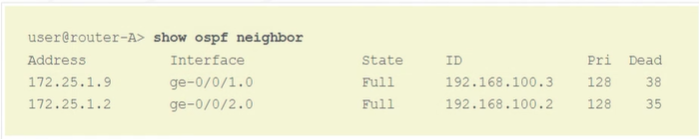 user@router-A> show ospf neighbor
Address Interface State ID Pri Dead
172.25.1.9 ge-0/0/1.0 Full 192.168.100.3 128 38
172.25.1.2 ge-0/0/2.0 Full 192.168.100.2 128 35